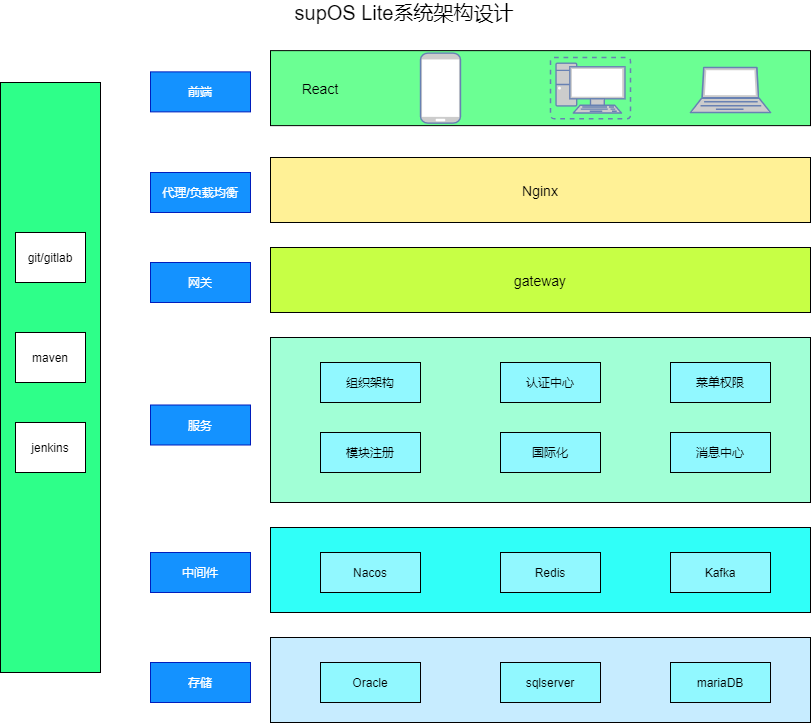 supOS Lite系统架构设计
前端
React
代理/负载均衡
Nginx
git/gitlab
网关
gateway
maven
组织架构
认证中心
菜单权限
服务
jenkins
模块注册
国际化
消息中心
中间件
Nacos
Redis
Kafka
存储
Oracle
sqlserver
mariaDB